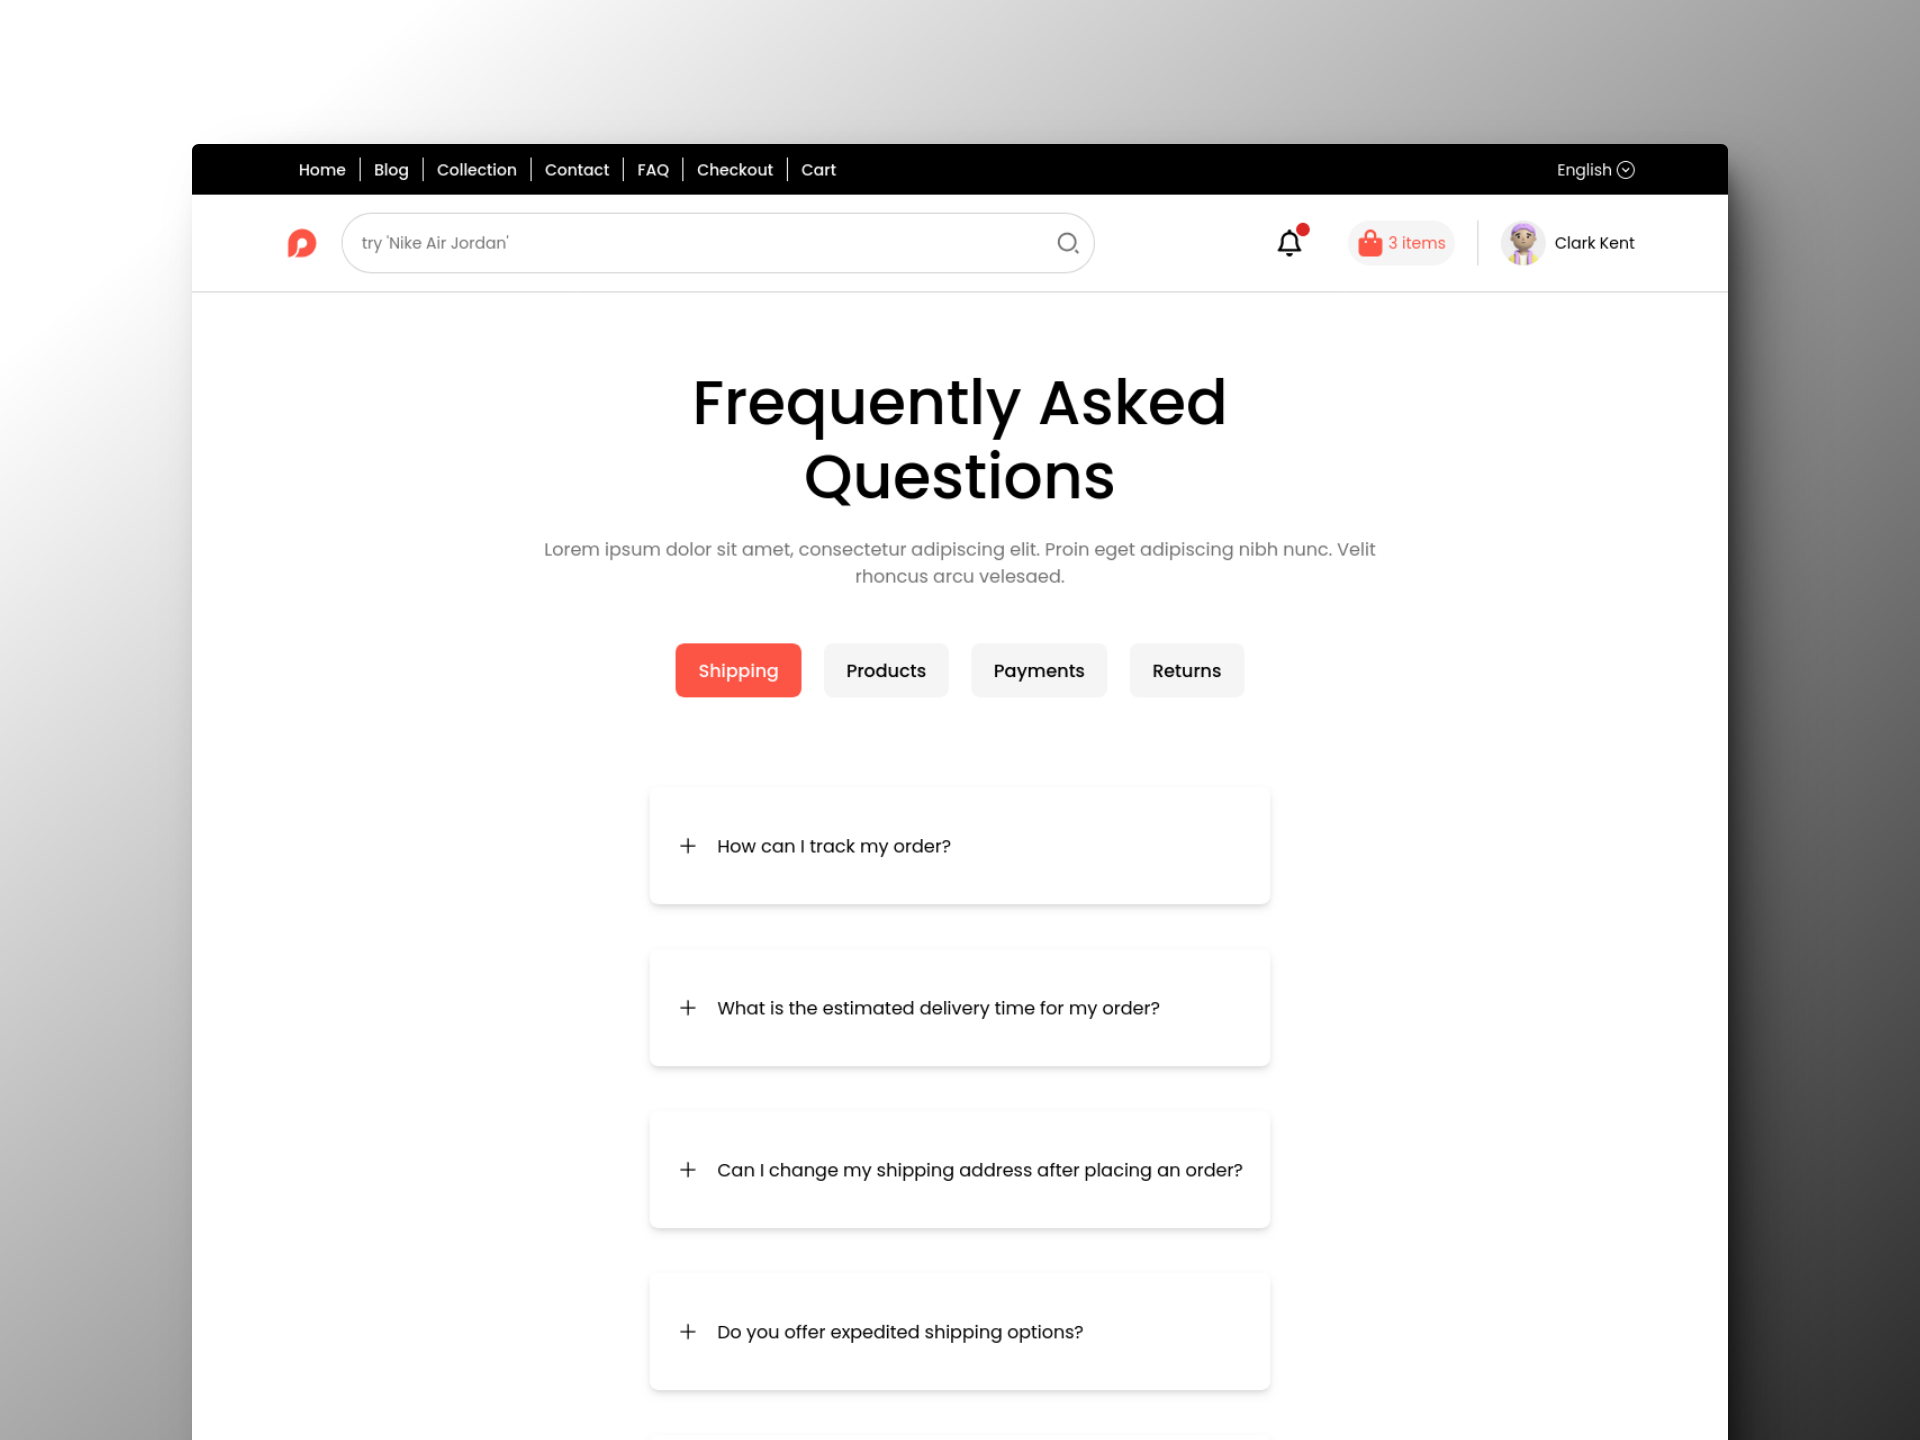 Home Blog Collection Contact FAQ Checkout Cart English
try 'Nike Air Jordan' 3 items Clark Kent
Frequently Asked
Questions
Lorem ipsum dolor sit amet, consectetur adipiscing elit. Proin eget adipiscing nibh nunc. Velit
rhoncus arcu velesaed.
Shipping Products Payments Returns
How can I track my order?
What is the estimated delivery time for my order?
Can I change my shipping address after placing an order?
Do you offer expedited shipping options?